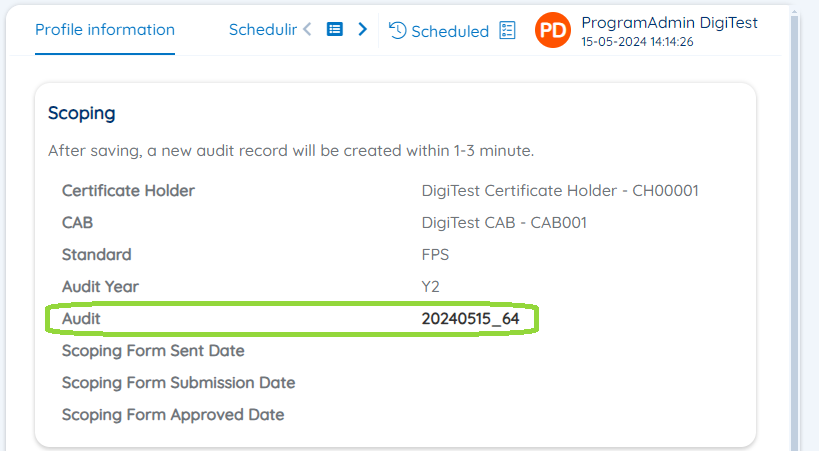 Profile information
Schedulin
Scheduled
PD
ProgramAdmin DigiTest
15-05-2024 14:14:26
Scoping
After saving, a new audit record will be created within 1-3 minute.
Certificate Holder DigiTest Certificate Holder - CH00001
CAB DigiTest CAB - CAB001
Standard FPS
Audit Year Y2
Audit 20240515_64
Scoping Form Sent Date
Scoping Form Submission Date
Scoping Form Approved Date